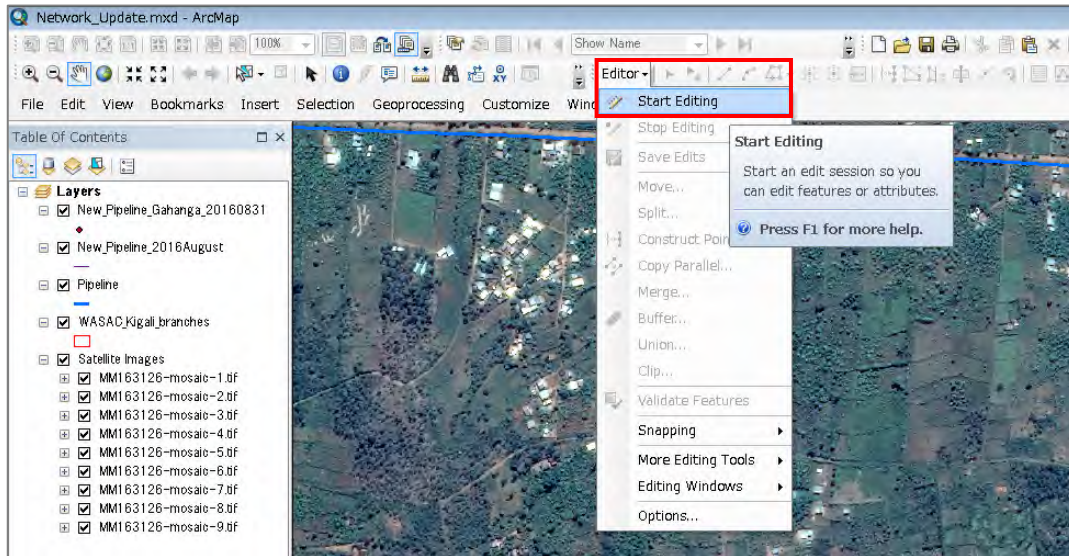 Network_Update.mxd - ArcMap
100%
Show Name
Editor
File Edit View Bookmarks Insert Selection Geoprocessing Customize
Start Editing
Table Of Contents
Stop Editing
Start Editing
Save Edits
Start an edit session so you
can edit features or attributes.
Layers
New_Pipeline_Gahanga_20160831
Move...
Split...
Press F1 for more help.
New_Pipeline_2016August
Construct
Copy Parallel...
Pipeline
Merge...
WASAC_Kigali_branches
Buffer...
Union...
Satellite Images
Clip...
MM163126-mosaic-1.tif
MM163126-mosaic-2.tif
Validate Features
MM163126-mosaic-3.tif
Snapping
MM163126-mosaic-4.tif
MM163126-mosaic-5.tif
More Editing Tools
MM163126-mosaic-6.tif
Editing Windows
MM163126-mosaic-7.tif
MM163126-mosaic-8.tif
Options...
MM163126-mosaic-9.tif